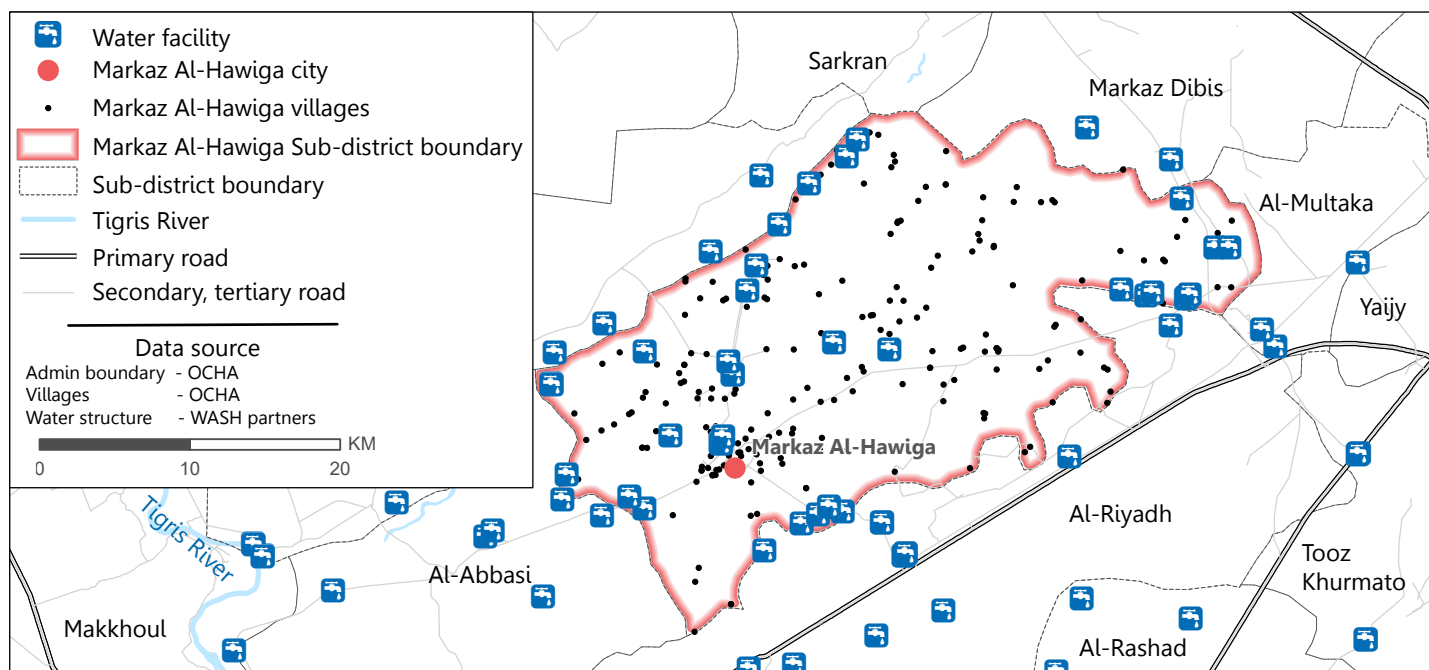 Water facility
Markaz Al-Hawiga city
Markaz Al-Hawiga villages
Markaz Al-Hawiga Sub-district boundary
Sub-district boundary
Tigris River
Primary road
Secondary, tertiary road
Data source
Admin boundary - OCHA
Villages - OCHA
Water structure - WASH partners
KM
0 10 20
Sarkran
Markaz Dibis
Al-Multaka
Yaijy
Markaz Al-Hawiga
Al-Riyadh
Tooz
Khurmato
Al-Rashad
Al-Abbasi
Tigris River
Makkhoul